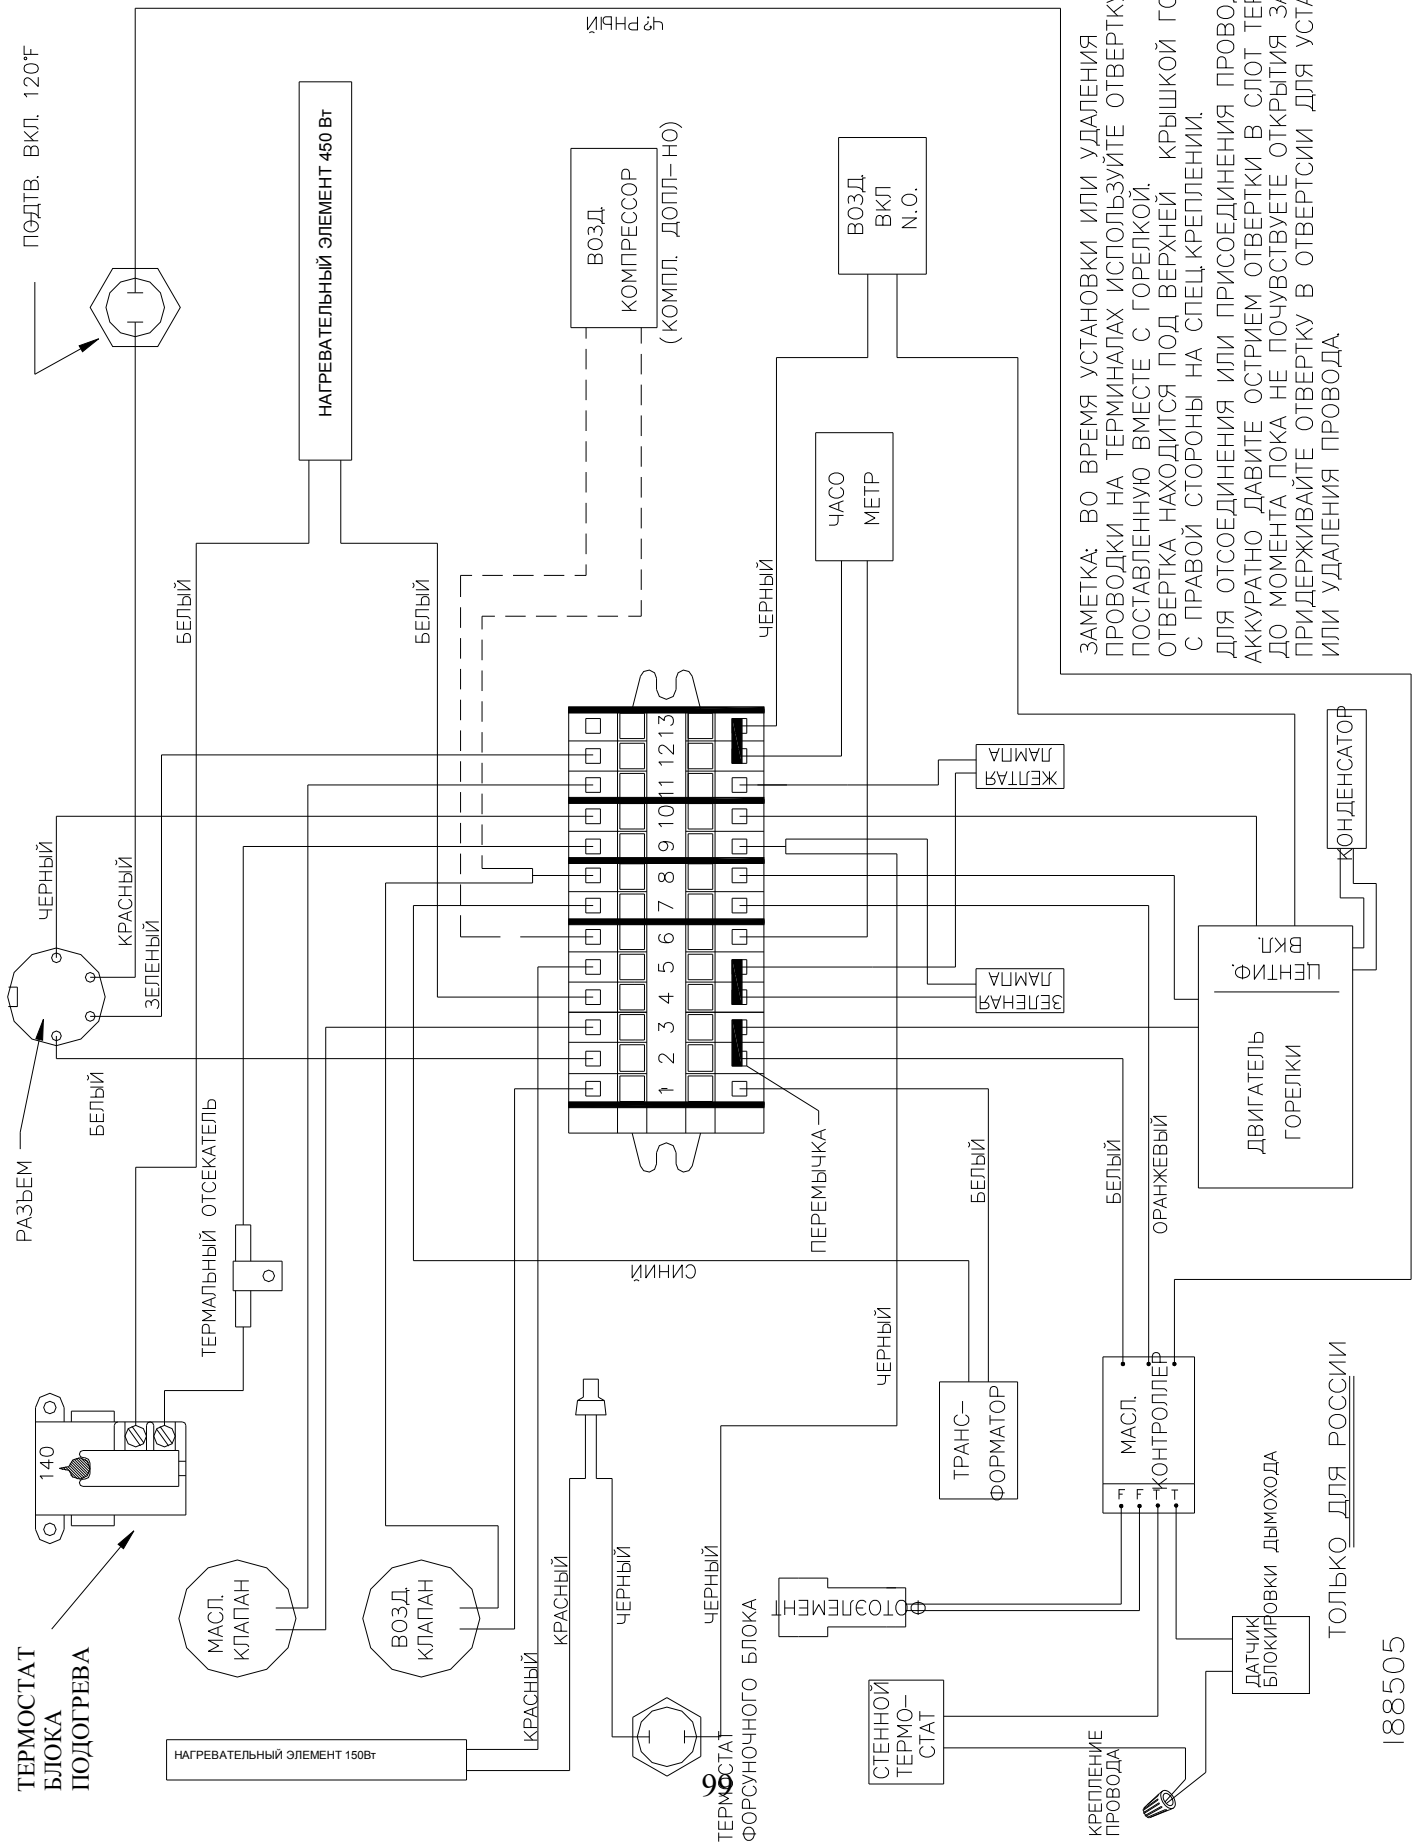 ПОДТВ. ВКЛ. 120°F
Ч?РНЫЙ
НАГРЕВАТЕЛЬНЫЙ ЭЛЕМЕНТ 450 Вт
ВОЗД.
КОМПРЕССОР
(КОМПЛ. ДОПЛ-НО)
ВОЗД.
ВКЛ
N.O.
ЧАСО
МЕТР
БЕЛЫЙ
БЕЛЫЙ
ЧЕРНЫЙ
ЗАМЕТКА: ВО ВРЕМЯ УСТАНОВКИ ИЛИ УДАЛЕНИЯ
ПРОВОДКИ НА ТЕРМИНАЛАХ ИСПОЛЬЗУЙТЕ ОТВЕРТКУ
ПОСТАВЛЕННУЮ ВМЕСТЕ С ГОРЕЛКОЙ.
ОТВЕРТКА НАХОДИТСЯ ПОД ВЕРХНЕЙ КРЫШКОЙ
С ПРАВОЙ СТОРОНЫ НА СПЕЦ.КРЕПЛЕНИИ.
ДЛЯ ОТСОЕДИНЕНИЯ ИЛИ ПРИСОЕДИНЕНИЯ
АККУРАТНО ДАВИТЕ ОСТРИЕМ ОТВЕРТКИ В СЛОТ
ДО МОМЕНТА ПОКА НЕ ПОЧУВСТВУЕТЕ ОТКРЫТИЯ
ПРИДЕРЖИВАЙТЕ ОТВЕРТКУ В ОТВЕРТСИИ ДЛЯ
ИЛИ УДАЛЕНИЯ ПРОВОДА.
РАЗЪЕМ
ЧЕРНЫЙ
КРАСНЫЙ
ЗЕЛЕНЫЙ
БЕЛЫЙ
1 2 3 4 5 6 7 8 9 10 11 12 13
ЖЕЛТАЯ
ЛАМПА
ЗЕЛЕНАЯ
ЛАМПА
КОНДЕНСАТОР
ЦЕНТИФ.
ВКЛ.
ДВИГАТЕЛЬ
ГОРЕЛКИ
ПЕРЕМЫЧКА
ТЕРМАЛЬНЫЙ ОТСЕКАТЕЛЬ
СИНИЙ
БЕЛЫЙ
БЕЛЫЙ
ОРАНЖЕВЫЙ
ЧЕРНЫЙ
140
ТЕРМОСТАТ
БЛОКА
ПОДОГРЕВА
МАСЛ.
КЛАПАН
ВОЗД.
КЛАПАН
КРАСНЫЙ
КРАСНЫЙ
ЧЕРНЫЙ
ЧЕРНЫЙ
НАГРЕВАТЕЛЬНЫЙ ЭЛЕМЕНТ 150Вт
ТЕРМОСТАТ
ФОРСУНОЧНОГО БЛОКА
99
ТРАНС-
ФОРМАТОР
МАСЛ.
КОНТРОЛЛЕР
F F T T
ФОТОЭЛЕМЕНТ
СТЕННОЙ
ТЕРМО-
СТАТ
КРЕПЛЕНИЕ
ПРОВОДА
ДАТЧИК
БЛОКИРОВКИ ДЫМОХОДА
ТОЛЬКО ДЛЯ РОССИИ
188505